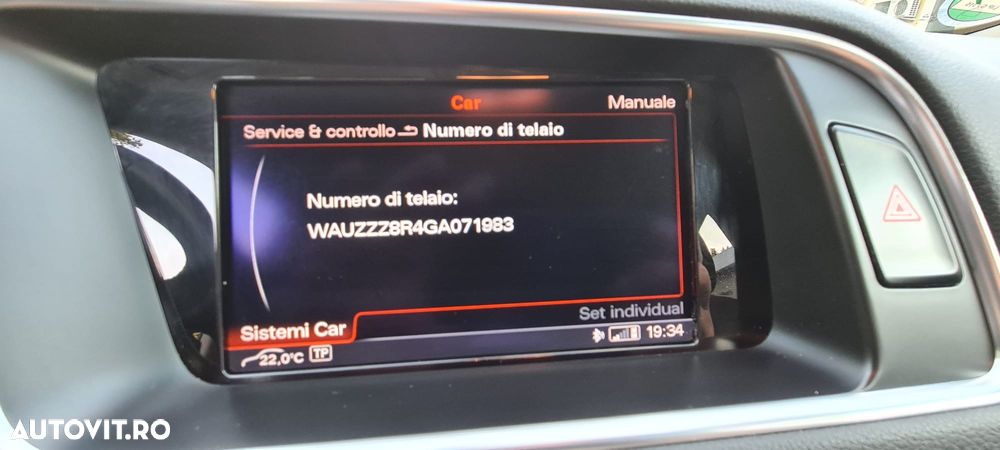 Car
Manuale
Service & controllo Numero di telaio
Numero di telaio:
WAUZZZ8R4GA071983
Set individual
Sistemi Car
19:34
22,0°C TP
AUTOVIT.RO